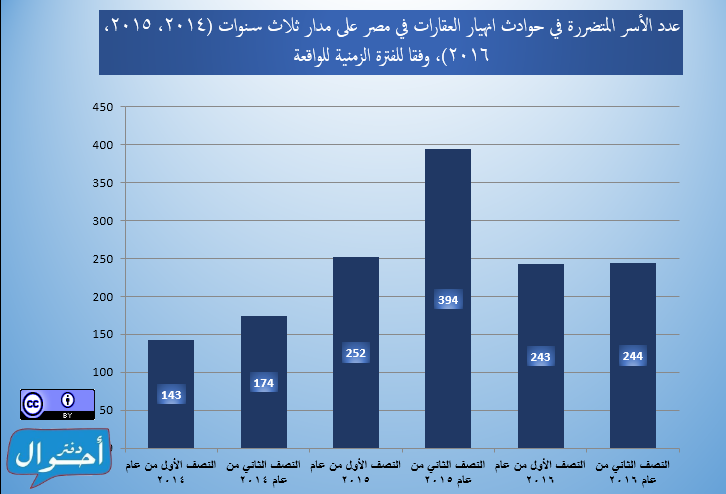 عدد الأسر المتضررة في حوادث انهيار العقارات في مصر على مدار ثلاث سنوات (٢٠١٤، ٢٠١٥،
٢٠١٦)، وفقا للفترة الزمنية للواقعة
450
400
350
300
250
200
150
100
50
0
143
174
252
394
243
244
النصف الأول من عام
٢٠١٤
النصف الثاني من
عام ٢٠١٤
النصف الأول من عام
٢٠١٥
النصف الثاني من
عام ٢٠١٥
النصف الأول من عام
٢٠١٦
النصف الثاني من
عام ٢٠١٦
cc
BY
دفتر
أحوال